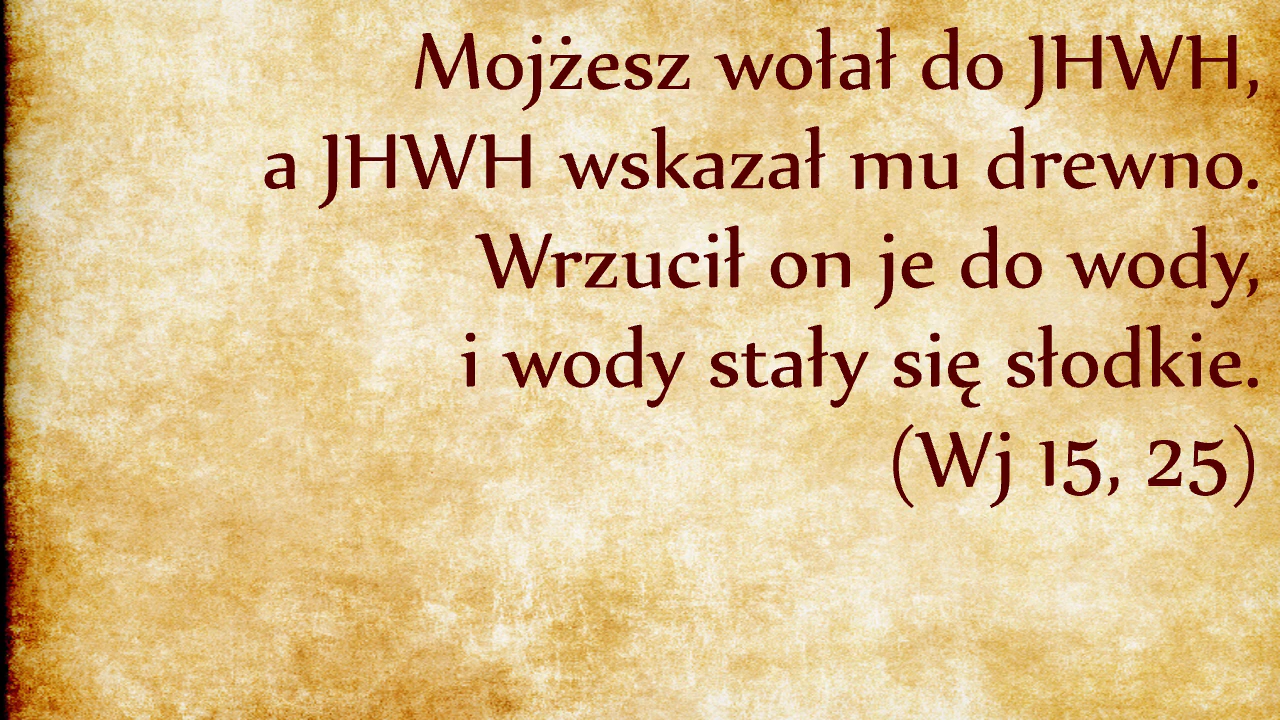 Mojżesz wołał do JHWH,
a JHWH wskazał mu drewno.
Wrzucił on je do wody,
i wody stały się słodkie.
(Wj 15, 25)